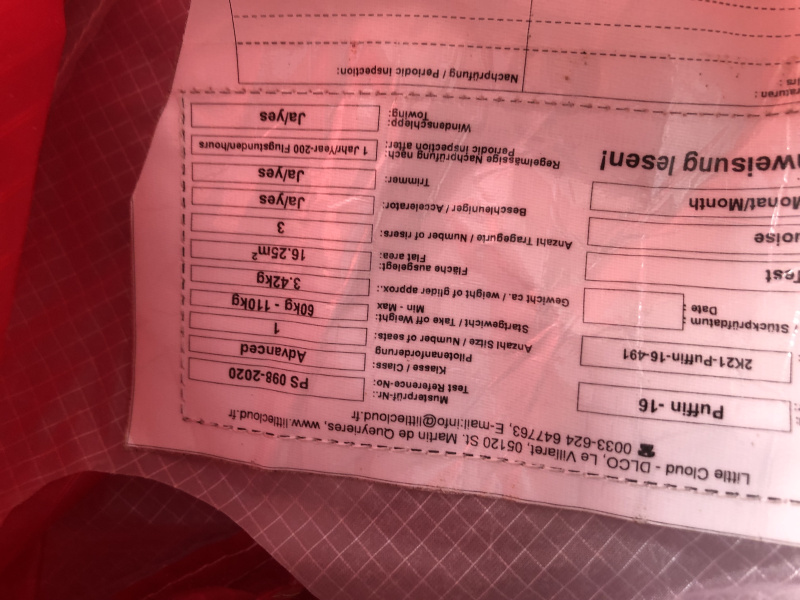 Little Cloud - DLCO, Le Villaret, 05120 St. Martin de Queyrieres, www.littlecloud.fr
☎ 0033-624 647763, E-mail:info@littlecloud.fr
Puffin -16
2K21-Puffin-16-491
Stückprüfdatum :
Date :
Test
Monat/Month
Musterprüf-Nr.:
Test Reference-No:
PS 098-2020
Klasse / Class:
Pilotenanforderung
Advanced
Anzahl Sitze / Number of seats:
1
Startgewicht / Take off Weight:
Min - Max
60kg - 110kg
Gewicht ca. / weight of glider approx.:
3.42kg
Fläche ausgelegt:
Flat area:
16.25m²
Anzahl Tragegurte / Number of risers:
3
Beschleuniger / Accelerator:
Ja/yes
Trimmer:
Ja/yes
Regelmässige Nachprüfung nach:
Periodic inspection after:
1 Jahr/Year-200 Flugstunden/hours
Windenschlepp:
Towing:
Ja/yes
lesen!
Nachprüfung / Periodic inspection: